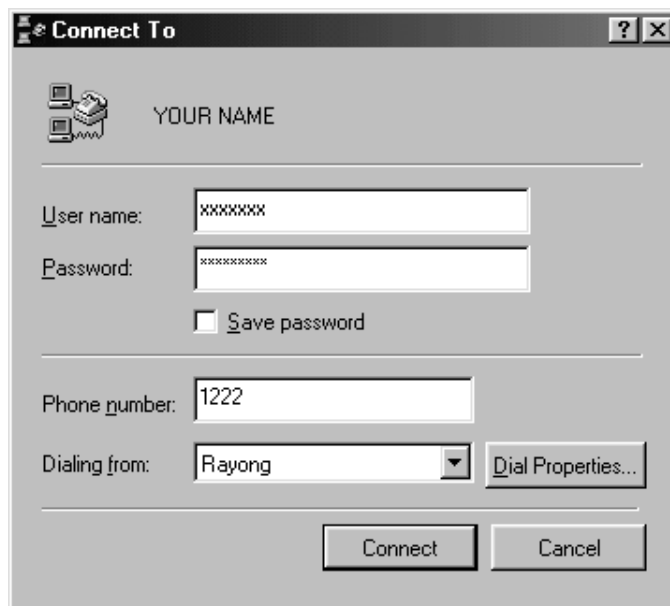 Connect To
YOUR NAME
User name: xxxxxxx
Password: xxxxxxxxx
Save password
Phone number: 1222
Dialing from: Rayong Dial Properties...
Connect Cancel